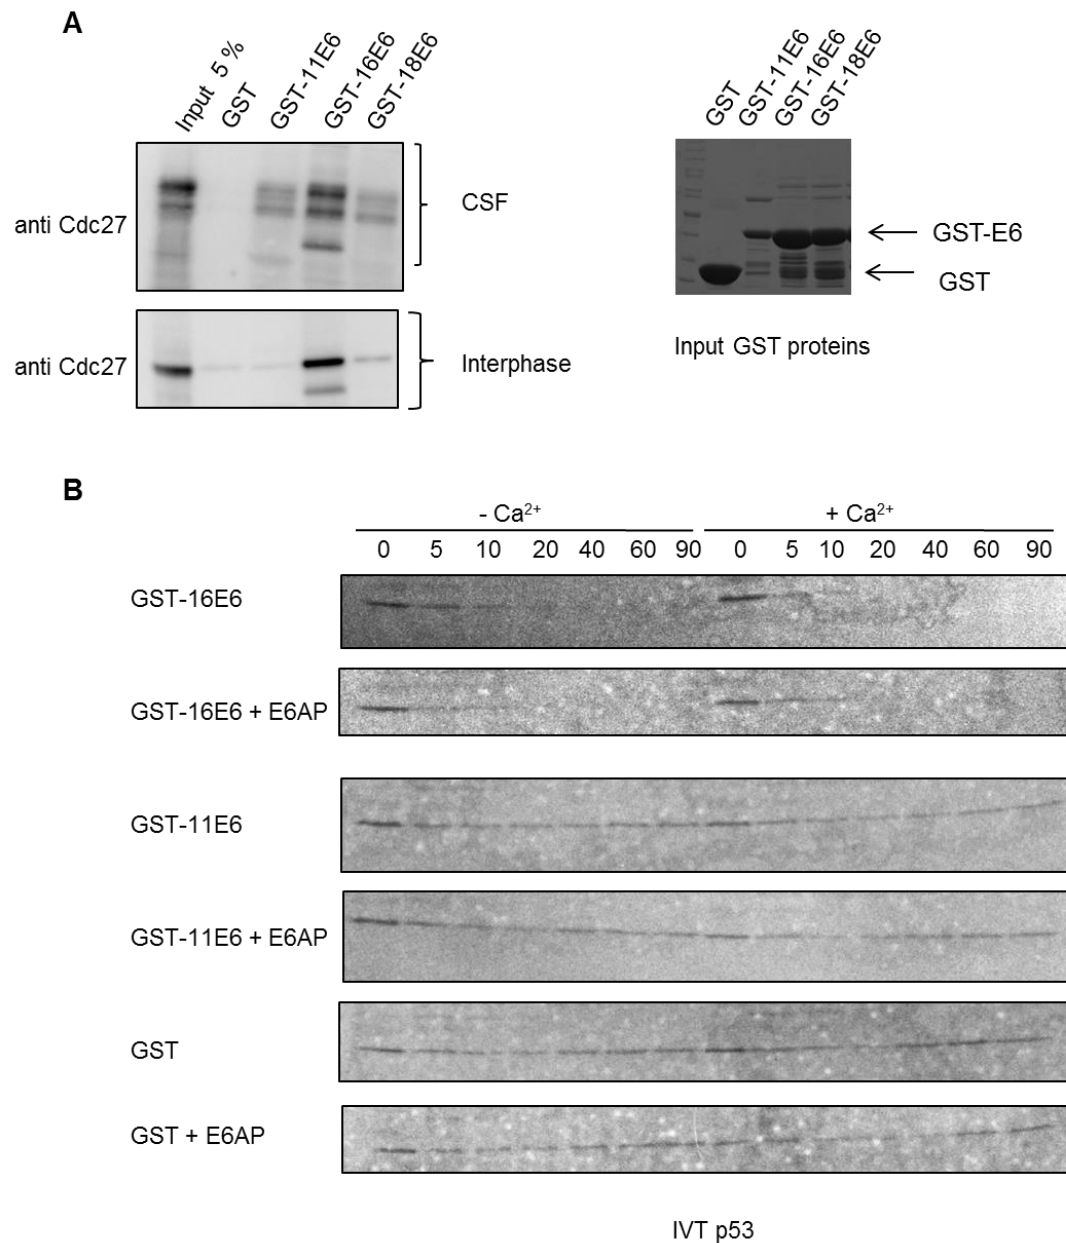 A
Input 5 %
GST
GST-11E6
GST-16E6
GST-18E6
anti Cdc27
CSF
anti Cdc27
Interphase
GST
GST-11E6
GST-16E6
GST-18E6
GST-E6
GST
Input GST proteins
B
- Ca²⁺ + Ca²⁺
0 5 10 20 40 60 90 0 5 10 20 40 60 90
GST-16E6
GST-16E6 + E6AP
GST-11E6
GST-11E6 + E6AP
GST
GST + E6AP
IVT p53